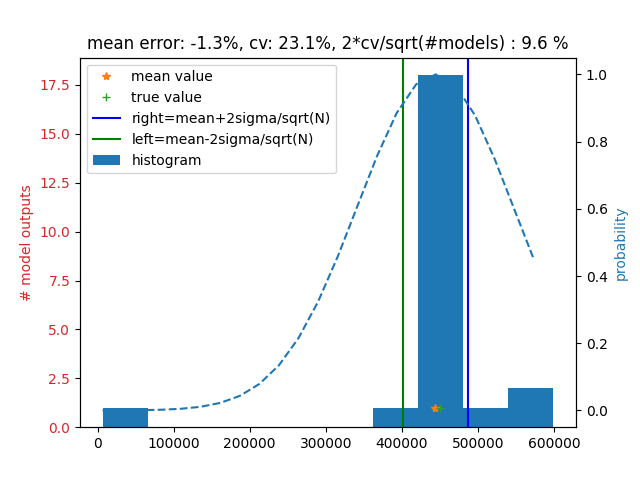 mean error: -1.3%, cv: 23.1%, 2*cv/sqrt(#models) : 9.6 %
mean value
true value
right=mean+2sigma/sqrt(N)
left=mean-2sigma/sqrt(N)
histogram
# model outputs
17.5
15.0
12.5
10.0
7.5
5.0
2.5
0.0
0
100000
200000
300000
400000
500000
600000
1.0
0.8
0.6
0.4
0.2
0.0
probability